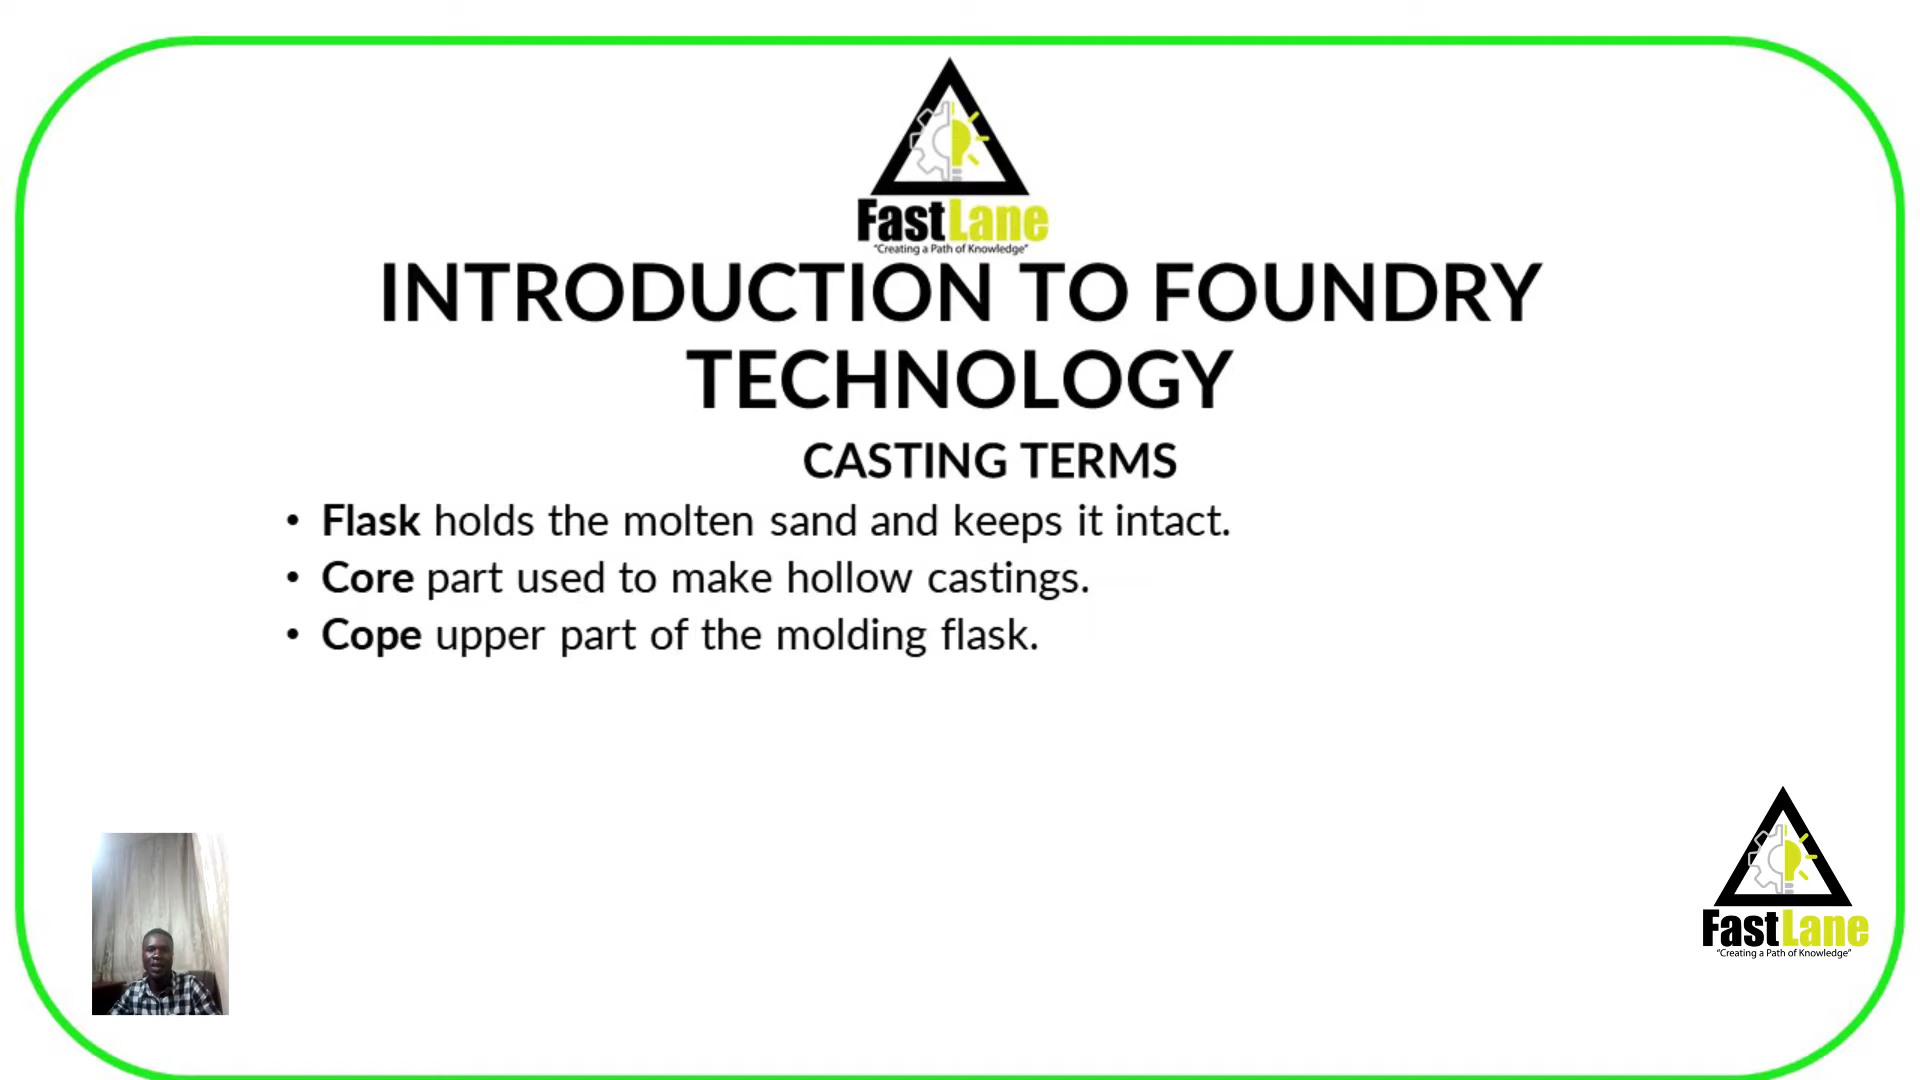 FastLane
"Creating a Path of Knowledge"
INTRODUCTION TO FOUNDRY
TECHNOLOGY
CASTING TERMS
• Flask holds the molten sand and keeps it intact.
• Core part used to make hollow castings.
• Cope upper part of the molding flask.
FastLane
"Creating a Path of Knowledge"